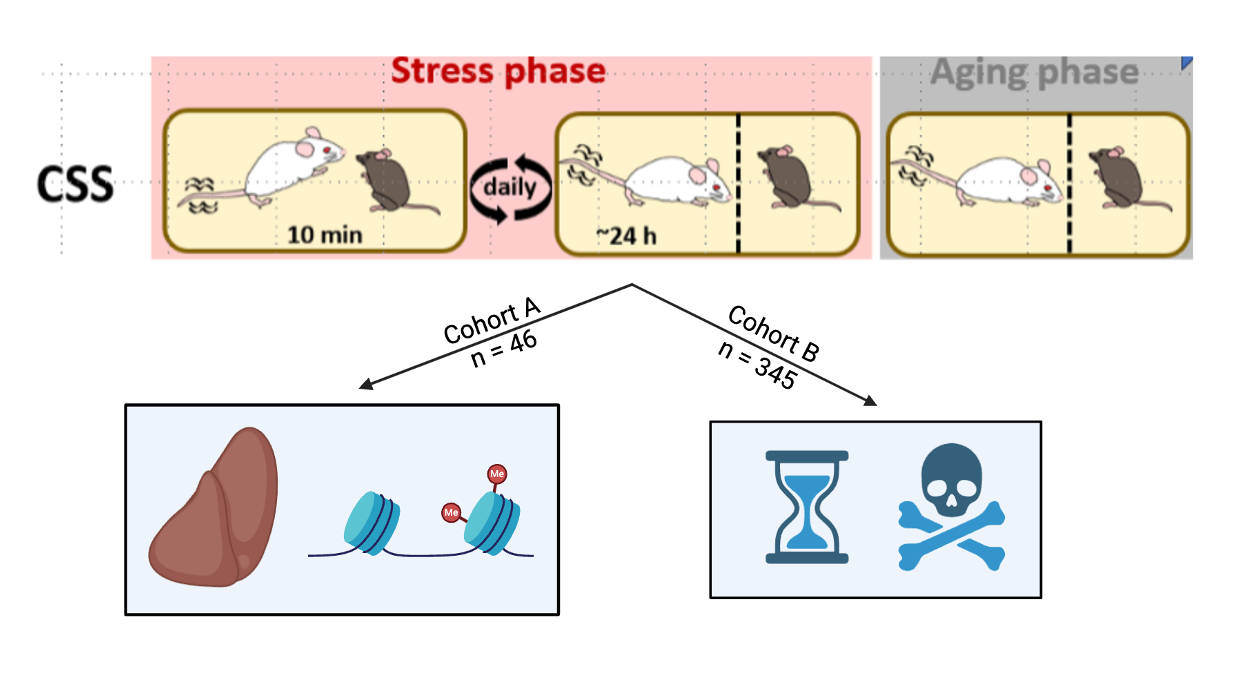 Stress phase
Aging phase
CSS
10 min
daily
~24 h
Cohort A
n = 46
Cohort B
n = 345
Me
Me